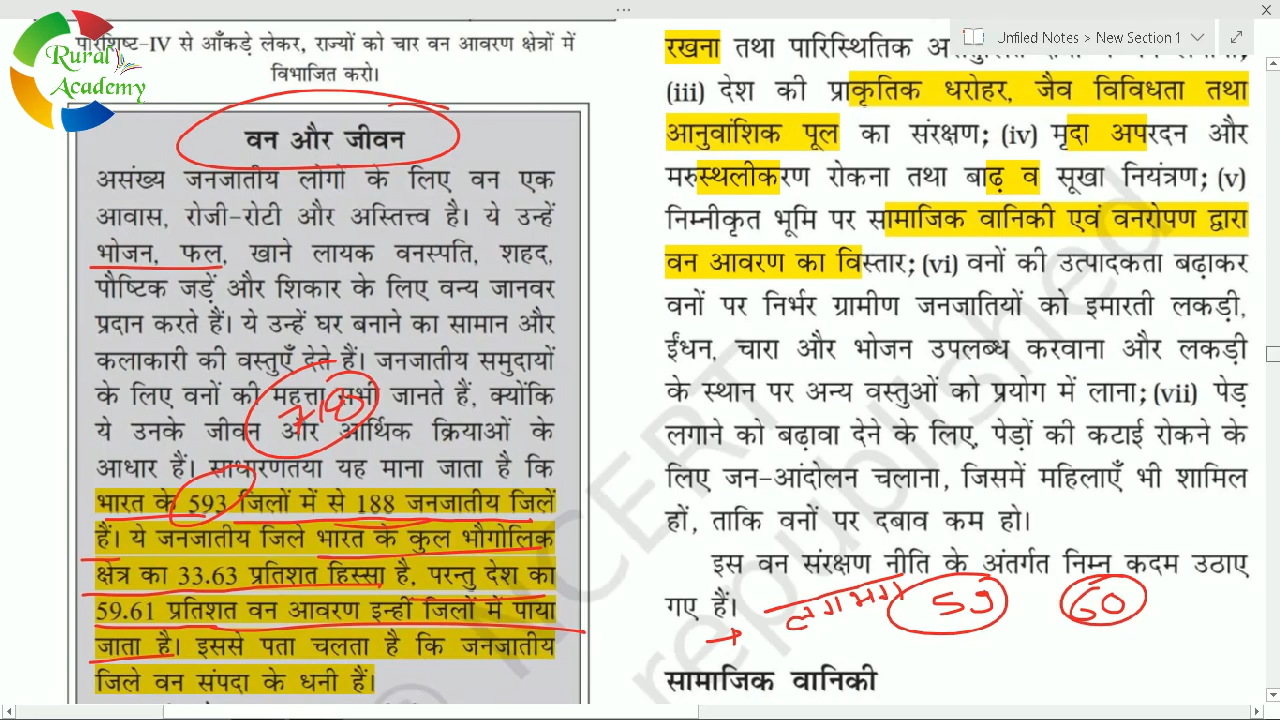 Rural
Academy
Unfiled Notes > New Section 1
पारिशिष्ट-IV से आँकड़े लेकर, राज्यों को चार वन आवरण क्षेत्रों में
विभाजित करो।
वन और जीवन
असंख्य जनजातीय लोगों के लिए वन एक
आवास, रोजी-रोटी और अस्तित्त्व है। ये उन्हें
भोजन, फल, खाने लायक वनस्पति, शहद,
पौष्टिक जड़ें और शिकार के लिए वन्य जानवर
प्रदान करते हैं। ये उन्हें घर बनाने का सामान और
कलाकारी की वस्तुएँ देते हैं। जनजातीय समुदायों
के लिए वनों की महत्ता सभी जानते हैं, क्योंकि
718
ये उनके जीवन और आर्थिक क्रियाओं के
आधार हैं। साधारणतया यह माना जाता है कि
भारत के 593 जिलों में से 188 जनजातीय जिलें
हैं। ये जनजातीय जिले भारत के कुल भौगोलिक
क्षेत्र का 33.63 प्रतिशत हिस्सा है, परन्तु देश का
59.61 प्रतिशत वन आवरण इन्हीं जिलों में पाया
जाता है। इससे पता चलता है कि जनजातीय
जिले वन संपदा के धनी हैं।
रखना तथा पारिस्थितिक
(iii) देश की प्राकृतिक धरोहर, जैव विविधता तथा
आनुवांशिक पूल का संरक्षण; (iv) मृदा अपरदन और
मरुस्थलीकरण रोकना तथा बाढ़ व सूखा नियंत्रण; (v)
निम्नीकृत भूमि पर सामाजिक वानिकी एवं वनरोपण द्वारा
वन आवरण का विस्तार; (vi) वनों की उत्पादकता बढ़ाकर
वनों पर निर्भर ग्रामीण जनजातियों को इमारती लकड़ी,
ईंधन, चारा और भोजन उपलब्ध करवाना और लकड़ी
के स्थान पर अन्य वस्तुओं को प्रयोग में लाना; (vii) पेड़
लगाने को बढ़ावा देने के लिए, पेड़ों की कटाई रोकने के
लिए जन-आंदोलन चलाना, जिसमें महिलाएँ भी शामिल
हों, ताकि वनों पर दबाव कम हो।
इस वन संरक्षण नीति के अंतर्गत निम्न कदम उठाए
गए हैं।
लगभग 59 60
सामाजिक वानिकी
© NCERT
republished